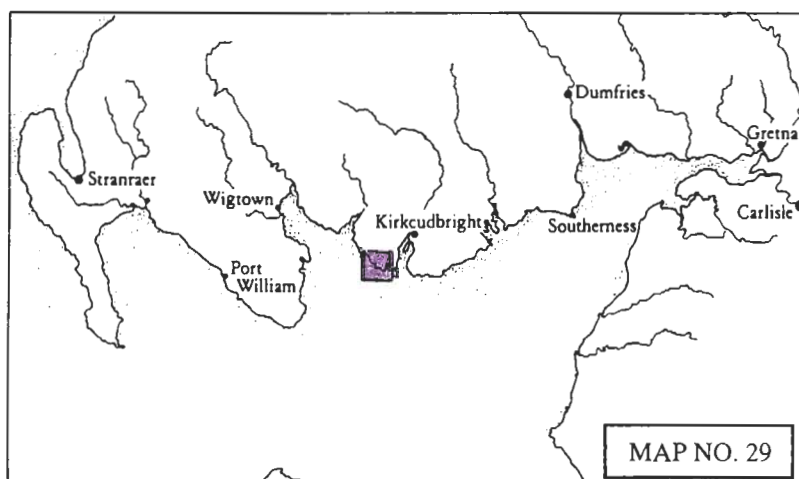 Dumfries
Gretna
Stranraer
Wigtown
Kirkcudbright
Southerness
Carlisle
Port
William
MAP NO. 29